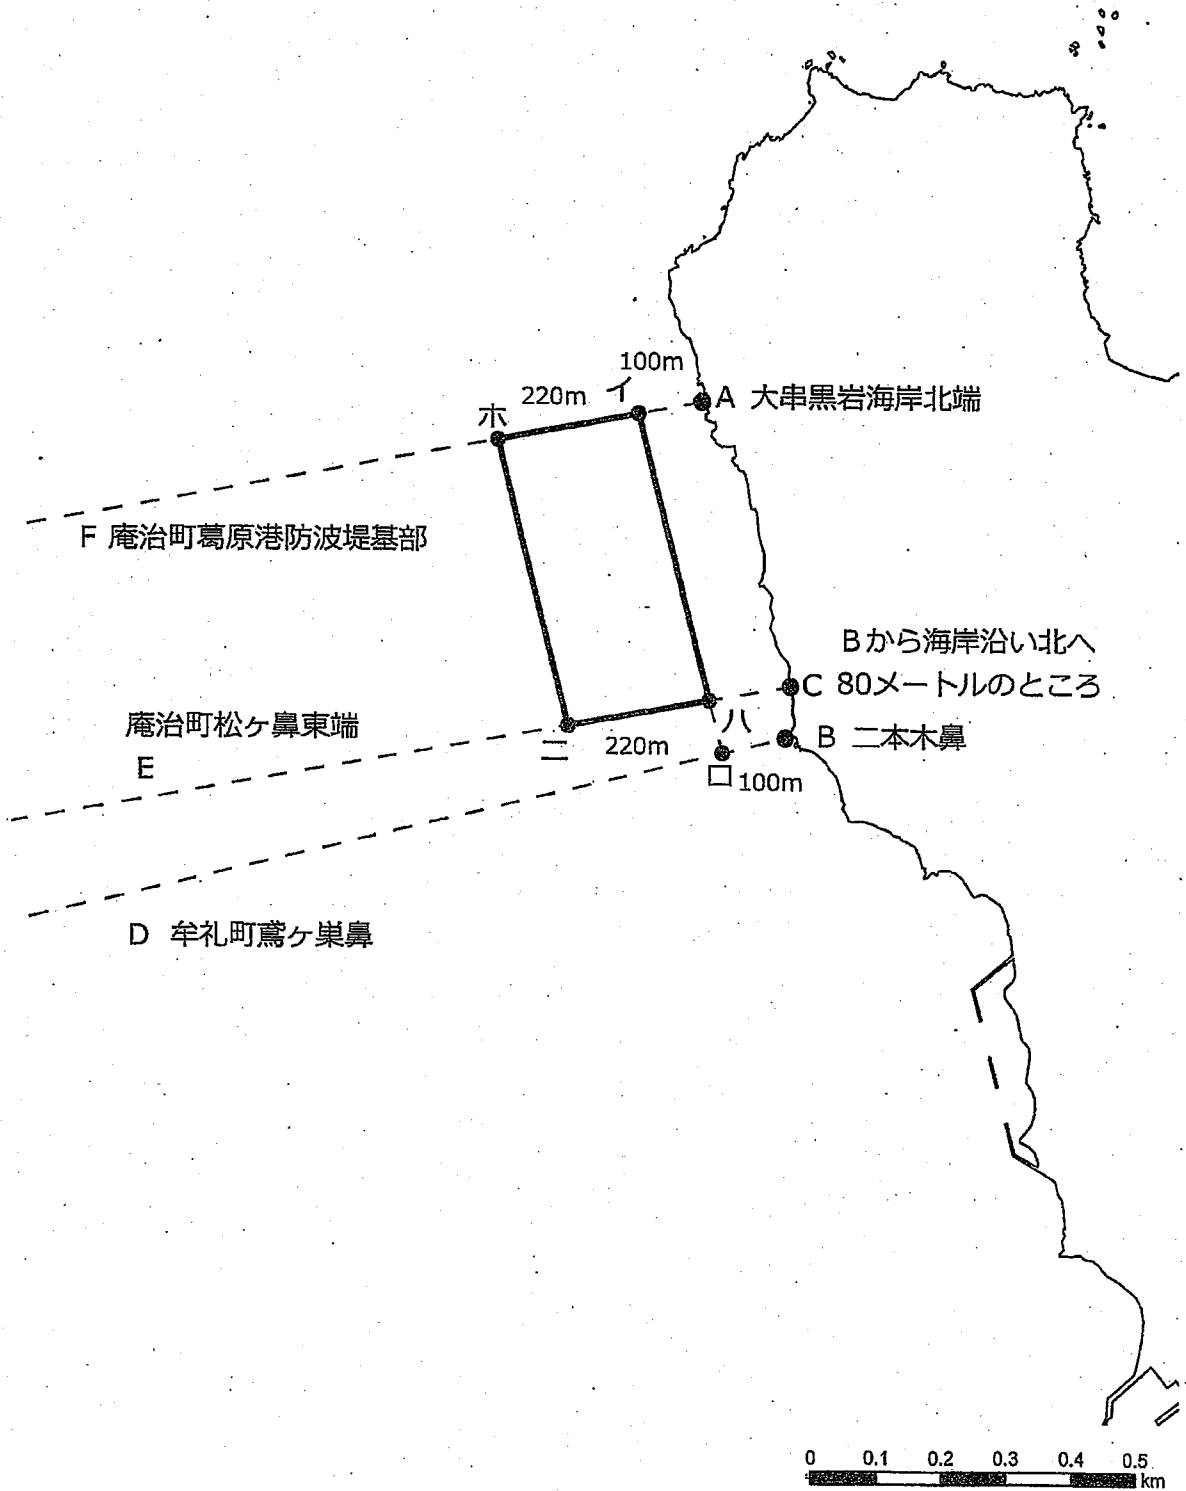 100m
220m
イ
ホ
A 大串黒岩海岸北端
F 庵治町葛原港防波堤基部
Bから海岸沿い北へ
C 80メートルのところ
庵治町松ヶ鼻東端
E
ハ
B 二本木鼻
ニ
220m
ロ
100m
D 牟礼町鳶ヶ巣鼻
0 0.1 0.2 0.3 0.4 0.5
km